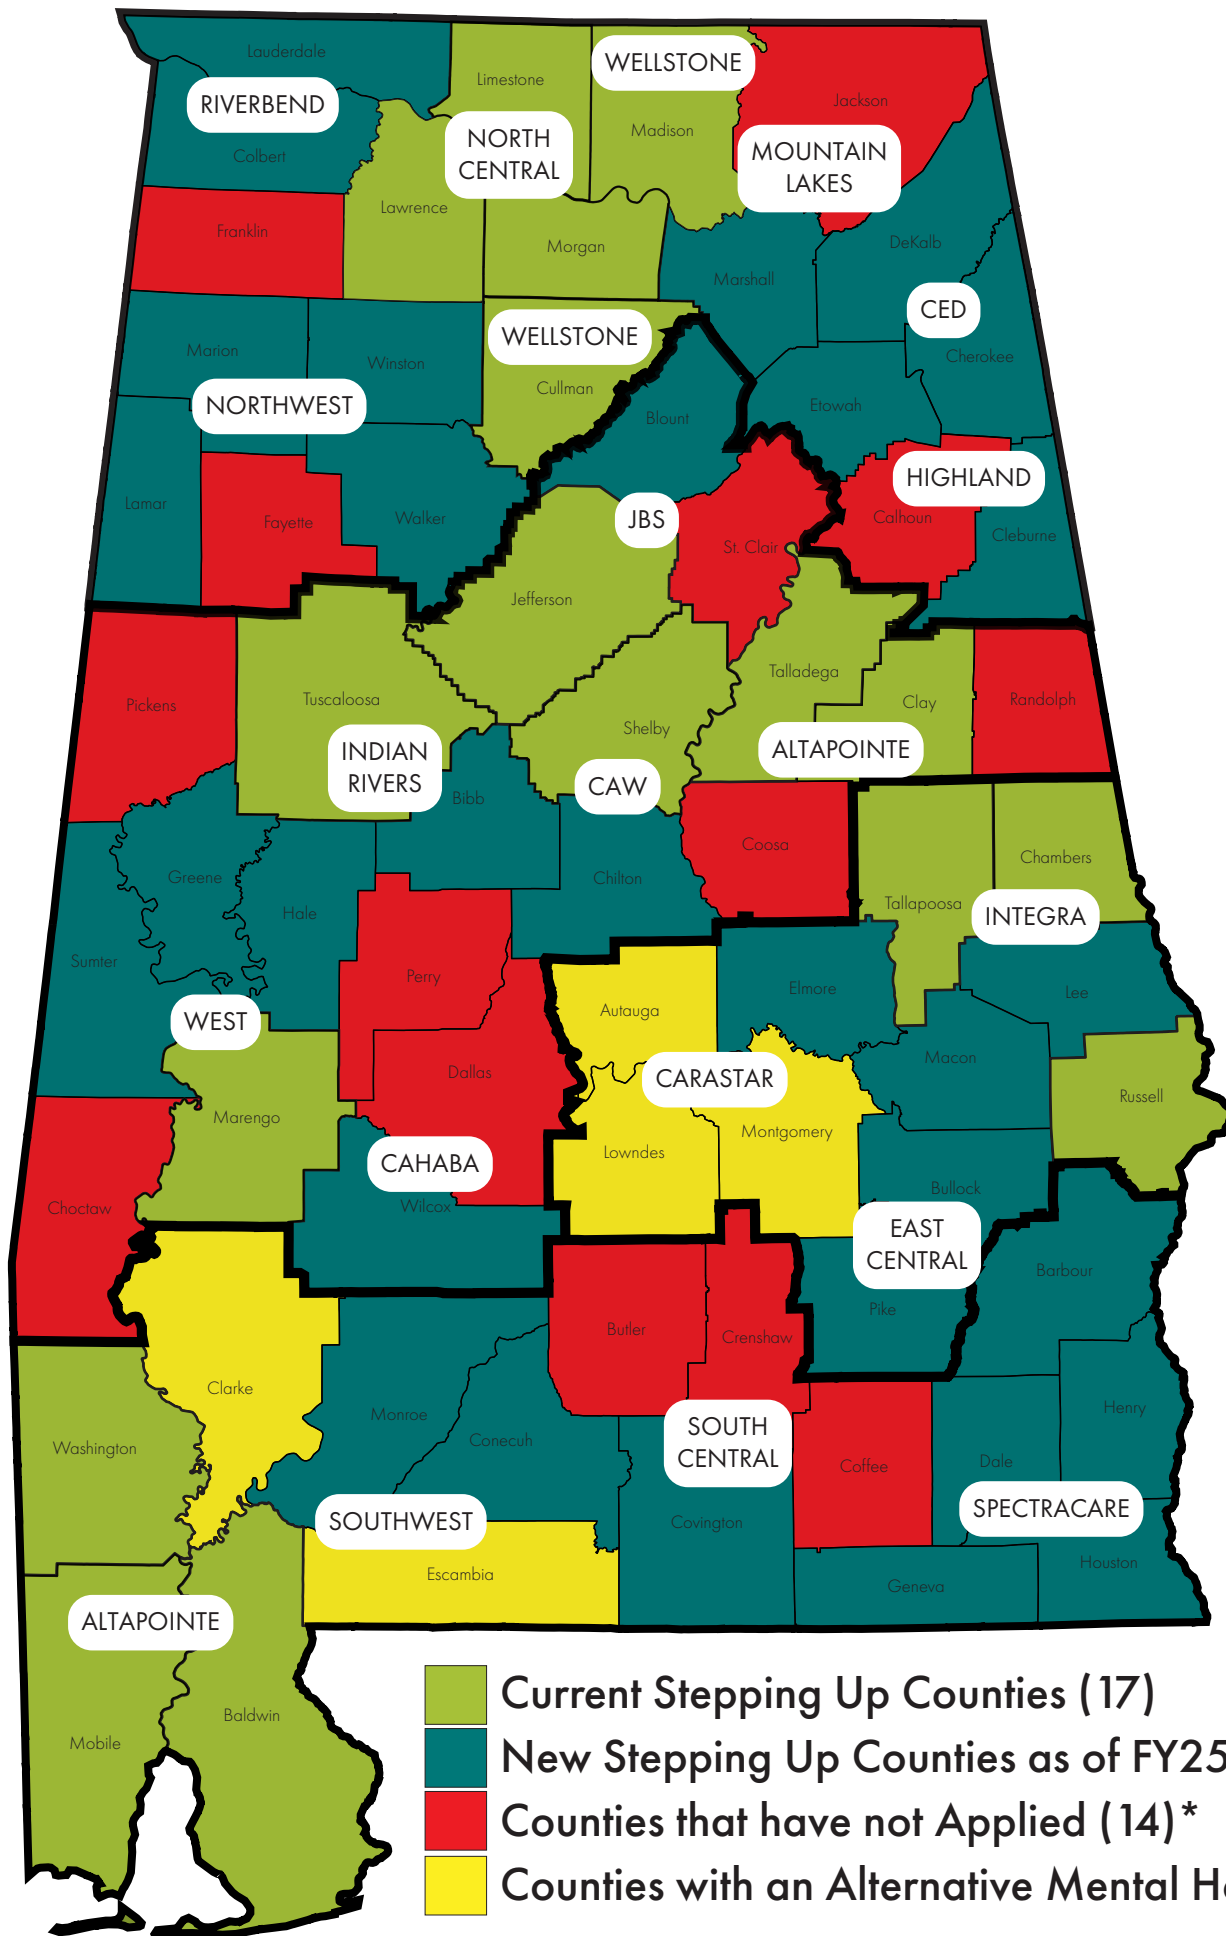 Lauderdale
RIVERBEND
Colbert
Limestone
NORTH
CENTRAL
WELLSTONE
Madison
Jackson
MOUNTAIN
LAKES
Franklin
Lawrence
Morgan
Marshall
DeKalb
CED
Cherokee
Marion
Winston
NORTHWEST
WELLSTONE
Cullman
Blount
Etowah
HIGHLAND
Calhoun
Cleburne
Lamar
Fayette
Walker
JBS
St. Clair
Jefferson
Talladega
Clay
Randolph
ALTAPOINTE
Pickens
Tuscaloosa
INDIAN
RIVERS
Shelby
CAW
Bibb
Chilton
Coosa
Tallapoosa
Chambers
INTEGRA
Greene
Hale
Sumter
WEST
Perry
Dallas
Autauga
Elmore
Lee
Macon
CARASTAR
Russell
Marengo
Lowndes
Montgomery
CAHABA
Wilcox
Choctaw
Bullock
EAST
CENTRAL
Barbour
Pike
Butler
Crenshaw
Clarke
Monroe
Conecuh
SOUTH
CENTRAL
Coffee
Dale
Henry
SPECTRACARE
Washington
SOUTHWEST
Escambia
Covington
Geneva
Houston
ALTAPOINTE
Baldwin
Mobile
Current Stepping Up Counties (17)
New Stepping Up Counties as of FY25
Counties that have not Applied (14)*
Counties with an Alternative Mental